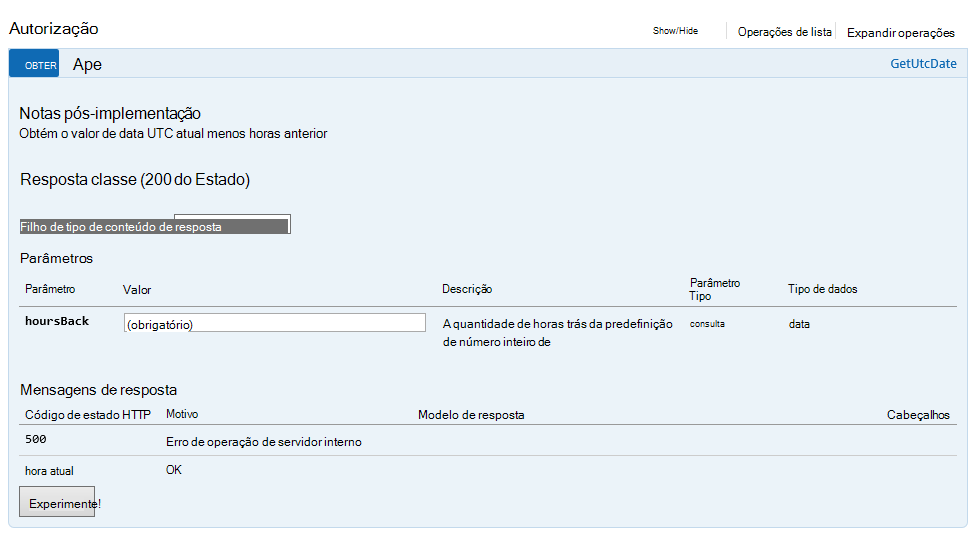 Autorização Show/Hide Operações de lista Expandir operações
OBTER Ape GetUtcDate
Notas pós-implementação
Obtém o valor de data UTC atual menos horas anterior
Resposta classe (200 do Estado)
Filho de tipo de conteúdo de resposta
Parâmetros
Parâmetro Valor Descrição Parâmetro Tipo Tipo de dados
hoursBack (obrigatório) A quantidade de horas trás da predefinição consulta data
de número inteiro de
Mensagens de resposta
Código de estado HTTP Motivo Modelo de resposta Cabeçalhos
500 Erro de operação de servidor interno
hora atual OK
Experimente!